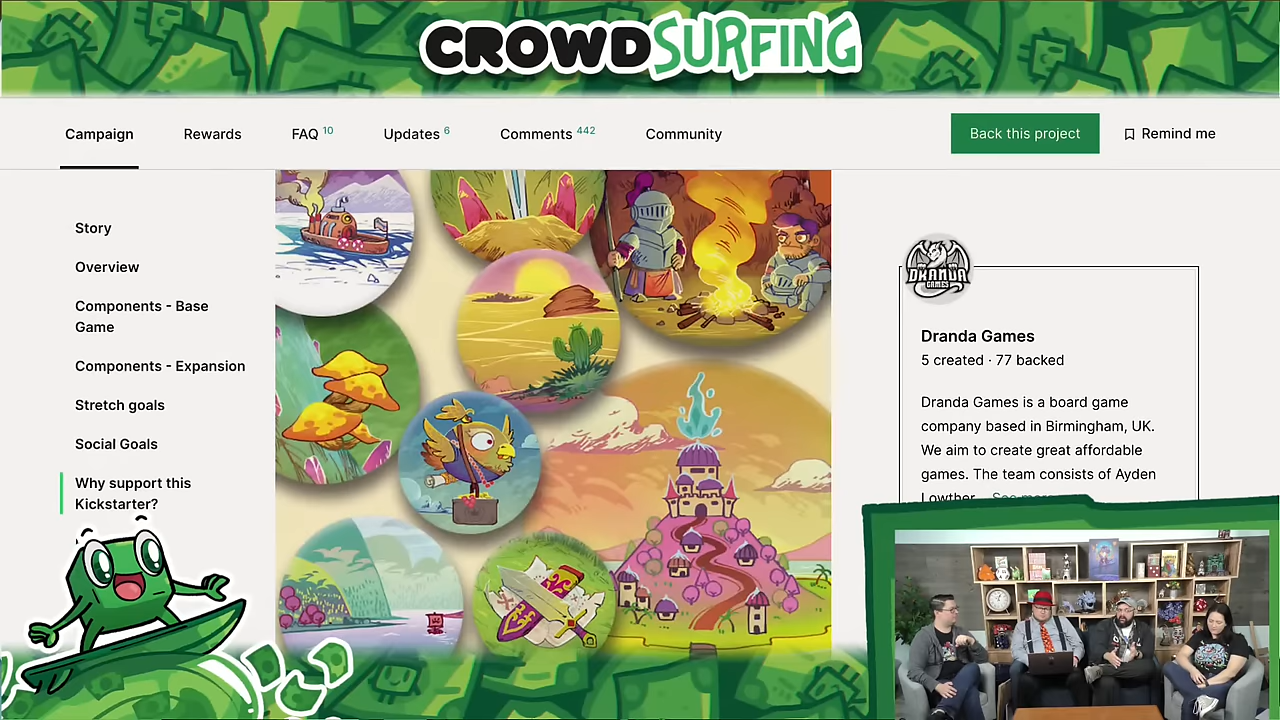 CROWDSURFING
Campaign
Rewards
FAQ 10
Updates 6
Comments 442
Community
Back this project
Remind me
Story
Overview
Components - Base
Game
Components - Expansion
Stretch goals
Social Goals
Why support this
Kickstarter?
DRANDA
GAMES
Dranda Games
5 created · 77 backed
Dranda Games is a board game
company based in Birmingham, UK.
We aim to create great affordable
games. The team consists of Ayden
Lowther... See more